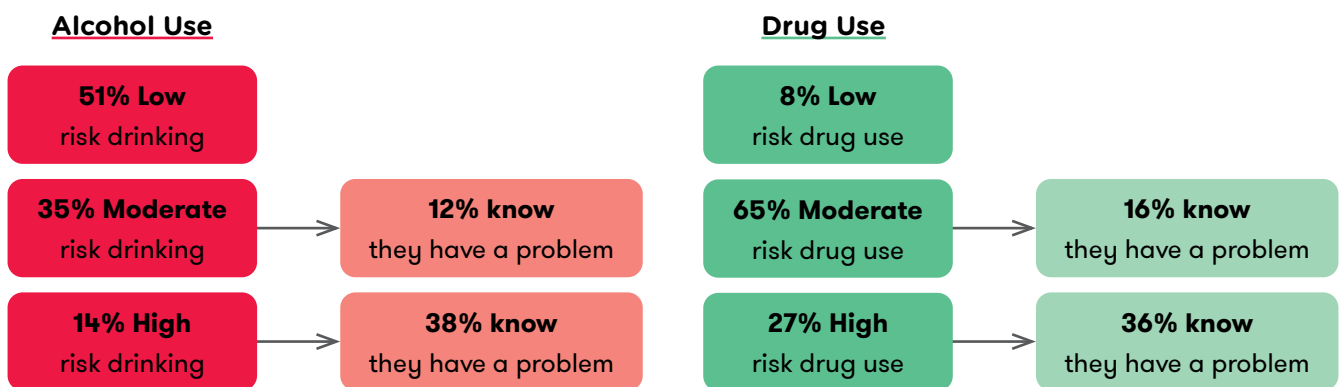 Alcohol Use
51% Low
risk drinking
35% Moderate
risk drinking
12% know
they have a problem
14% High
risk drinking
38% know
they have a problem
Drug Use
8% Low
risk drug use
65% Moderate
risk drug use
16% know
they have a problem
27% High
risk drug use
36% know
they have a problem